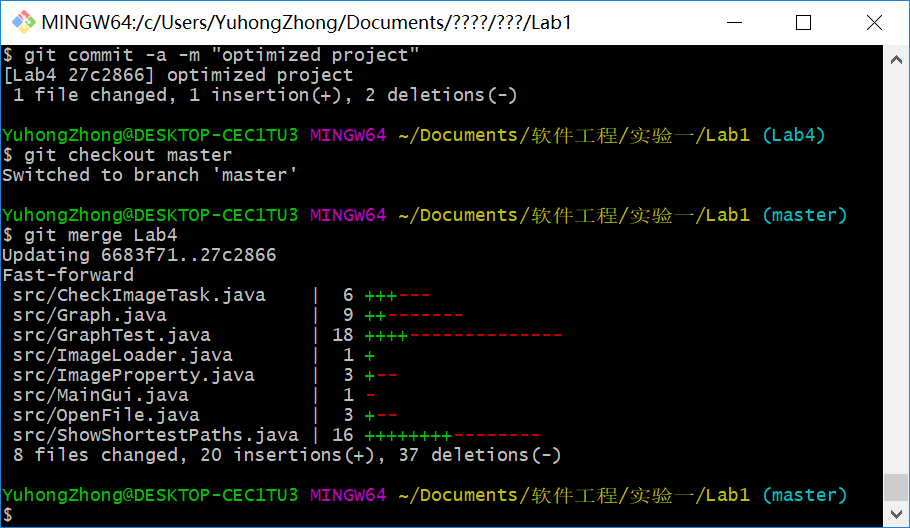 MINGW64:/c/Users/YuhongZhong/Documents/????/???/Lab1
$ git commit -a -m "optimized project"
[Lab4 27c2866] optimized project
 1 file changed, 1 insertion(+), 2 deletions(-)
YuhongZhong@DESKTOP-CEC1TU3 MINGW64 ~/Documents/软件工程/实验一/Lab1 (Lab4)
$ git checkout master
Switched to branch 'master'
YuhongZhong@DESKTOP-CEC1TU3 MINGW64 ~/Documents/软件工程/实验一/Lab1 (master)
$ git merge Lab4
Updating 6683f71..27c2866
Fast-forward
 src/CheckImageTask.java    |  6 +++---
 src/Graph.java             |  9 ++-------
 src/GraphTest.java         | 18 ++++--------------
 src/ImageLoader.java       |  1 +
 src/ImageProperty.java     |  3 +--
 src/MainGui.java           |  1 -
 src/OpenFile.java          |  3 +--
 src/ShowShortestPaths.java | 16 ++++++++--------
 8 files changed, 20 insertions(+), 37 deletions(-)
YuhongZhong@DESKTOP-CEC1TU3 MINGW64 ~/Documents/软件工程/实验一/Lab1 (master)
$